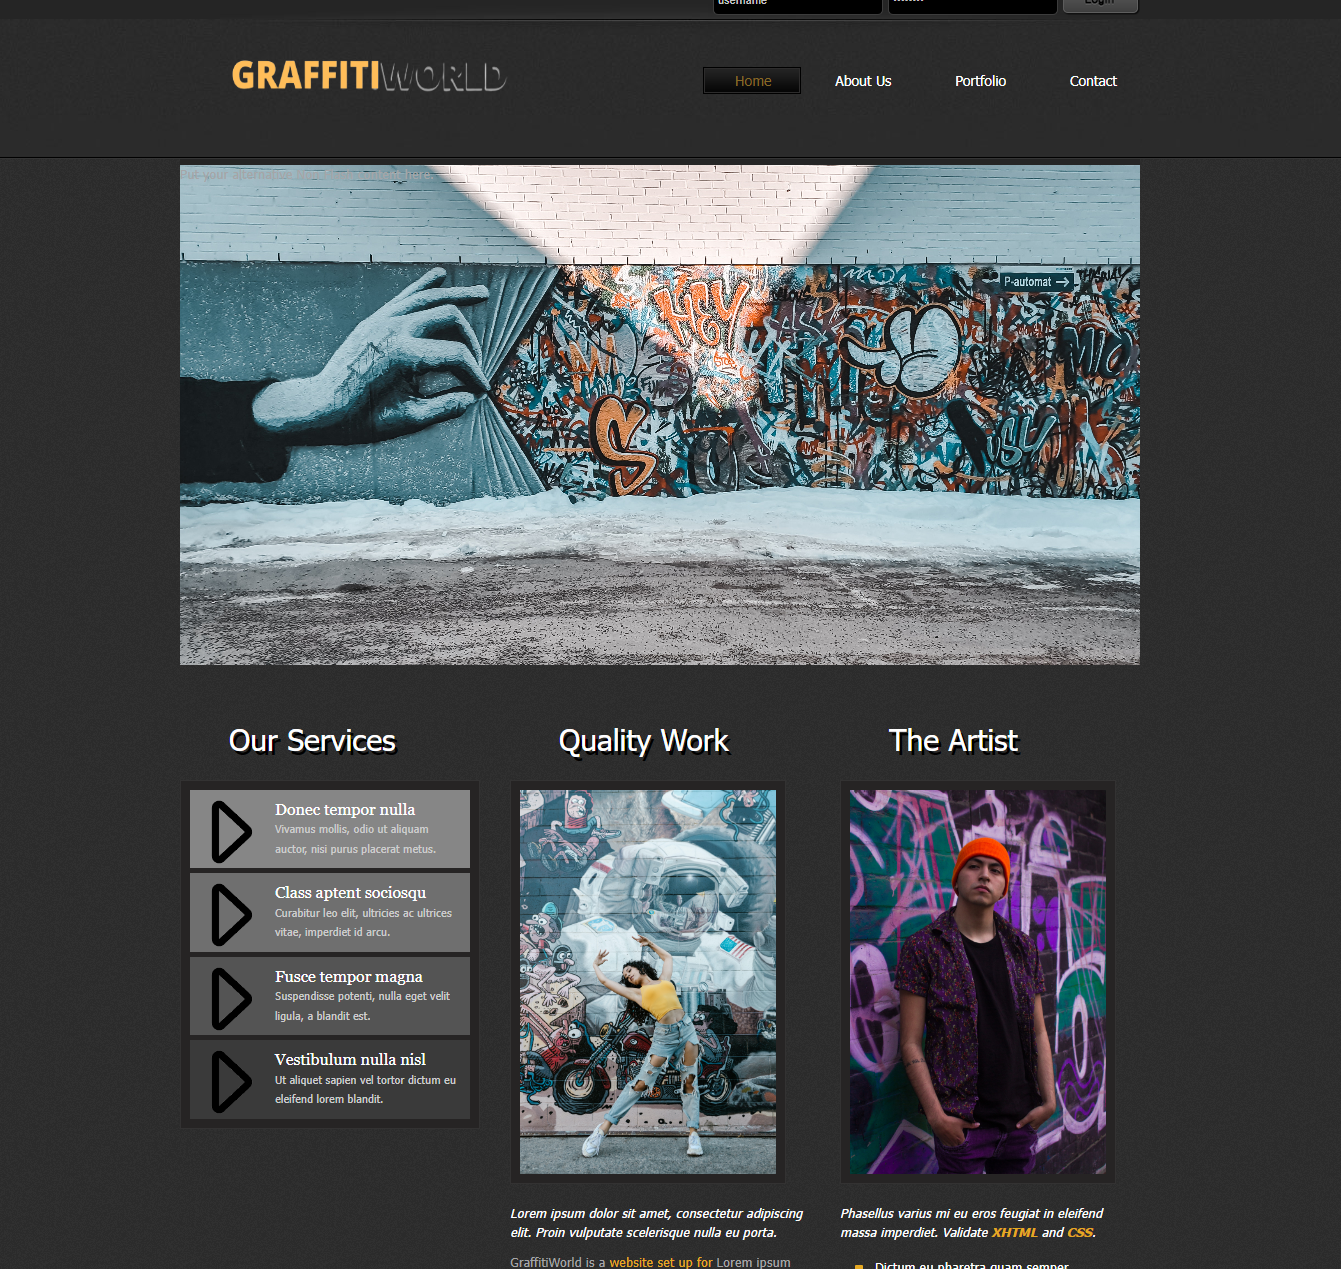 username
Login
GRAFFITIWORLD
Home
About Us
Portfolio
Contact
Put your alternative
here
P-automat →
HEY
Our Services
Quality Work
The Artist
Donec tempor nulla
Vivamus mollis, odio ut aliquam
auctor, nisi purus placerat metus.
Class aptent sociosqu
Curabitur leo elit, ultricies ac ultrices
vitae, imperdiet id arcu.
Fusce tempor magna
Suspendisse potenti, nulla eget velit
ligula, a blandit est.
Vestibulum nulla nisl
Ut aliquet sapien vel tortor dictum eu
eleifend lorem blandit.
Lorem ipsum dolor sit amet, consectetur adipiscing
elit. Proin vulputate scelerisque nulla eu porta.
GraffitiWorld is a website set up for Lorem ipsum
Phasellus varius mi eu eros feugiat in eleifend
massa imperdiet. Validate XHTML and CSS.
Dictum eu pharetra quam semper